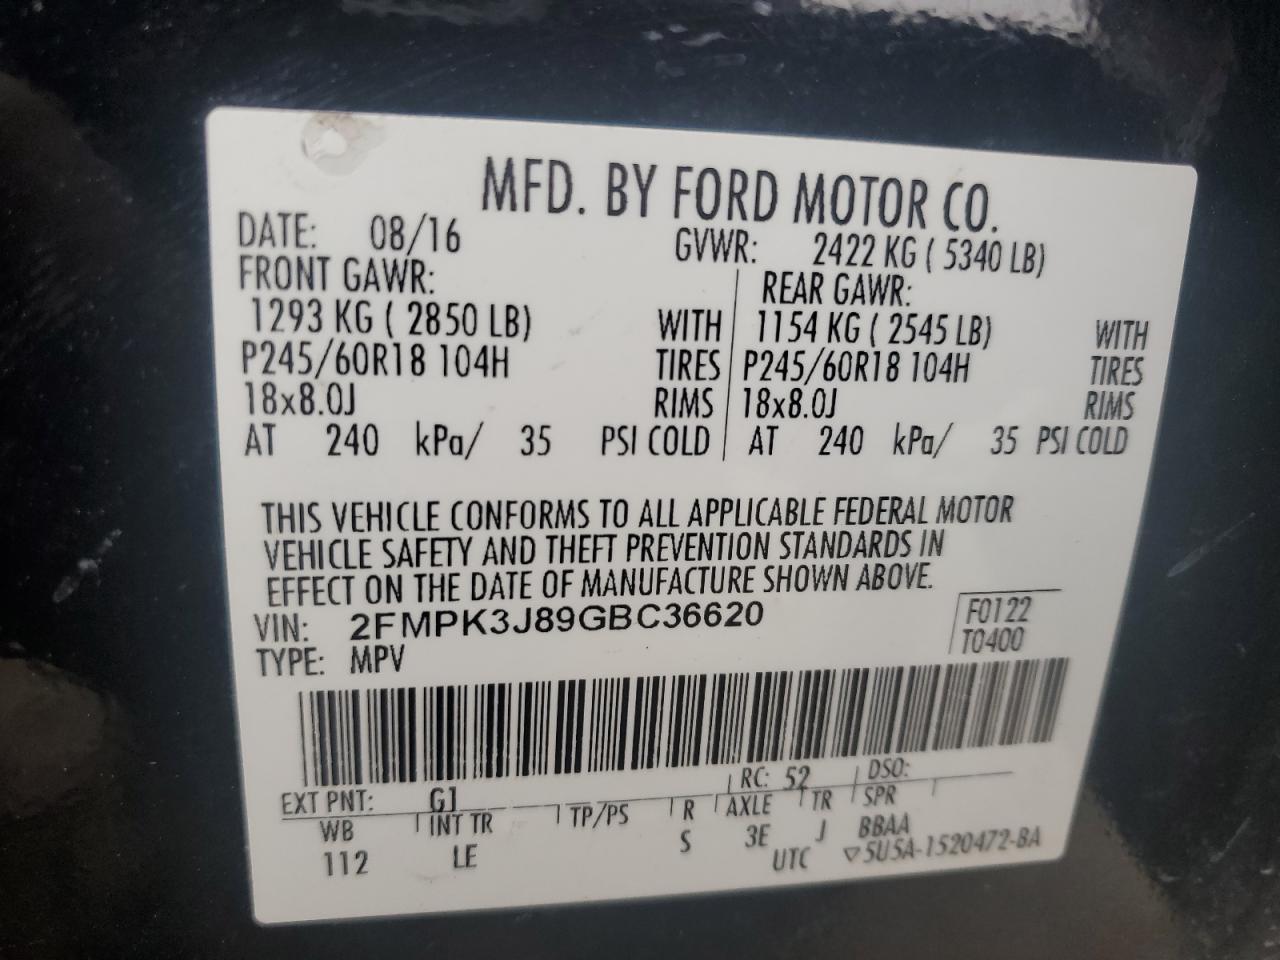 MFD. BY FORD MOTOR CO.
DATE: 08/16 GVWR: 2422 KG ( 5340 LB)
FRONT GAWR: REAR GAWR:
1293 KG ( 2850 LB) WITH 1154 KG ( 2545 LB) WITH
P245/60R18 104H TIRES P245/60R18 104H TIRES
18x8.0J RIMS 18x8.0J RIMS
AT 240 kPa/ 35 PSI COLD AT 240 kPa/ 35 PSI COLD
THIS VEHICLE CONFORMS TO ALL APPLICABLE FEDERAL MOTOR
VEHICLE SAFETY AND THEFT PREVENTION STANDARDS IN
EFFECT ON THE DATE OF MANUFACTURE SHOWN ABOVE.
VIN: 2FMPK3J89GBC36620 F0122
TYPE: MPV T0400
EXT PNT: G1 RC: 52 DSO:
WB INT TR TP/PS R AXLE TR SPR
112 LE S 3E J BBAA
UTC ▽5U5A-1520472-BA